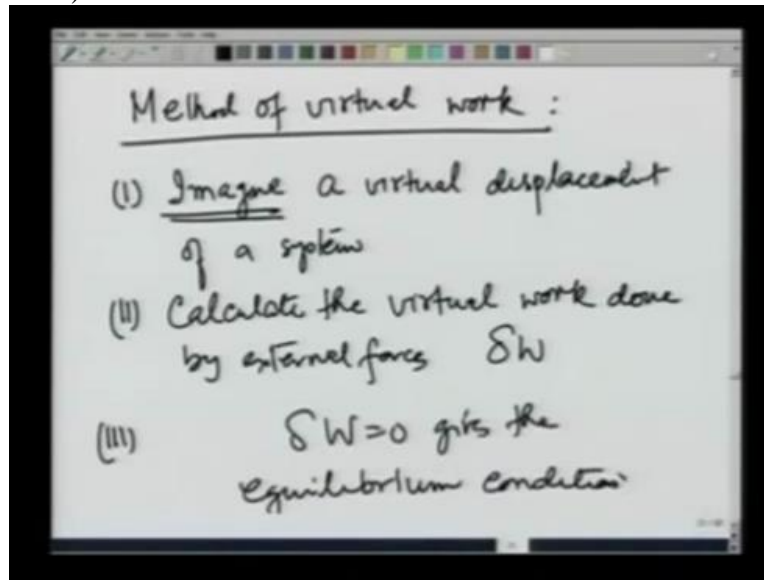 Method of virtual work :
(I) Imagine a virtual displacement
of a system
(II) Calculate the virtual work done
by external forces δW
(III) δW=0 gives the
equilibrium condition